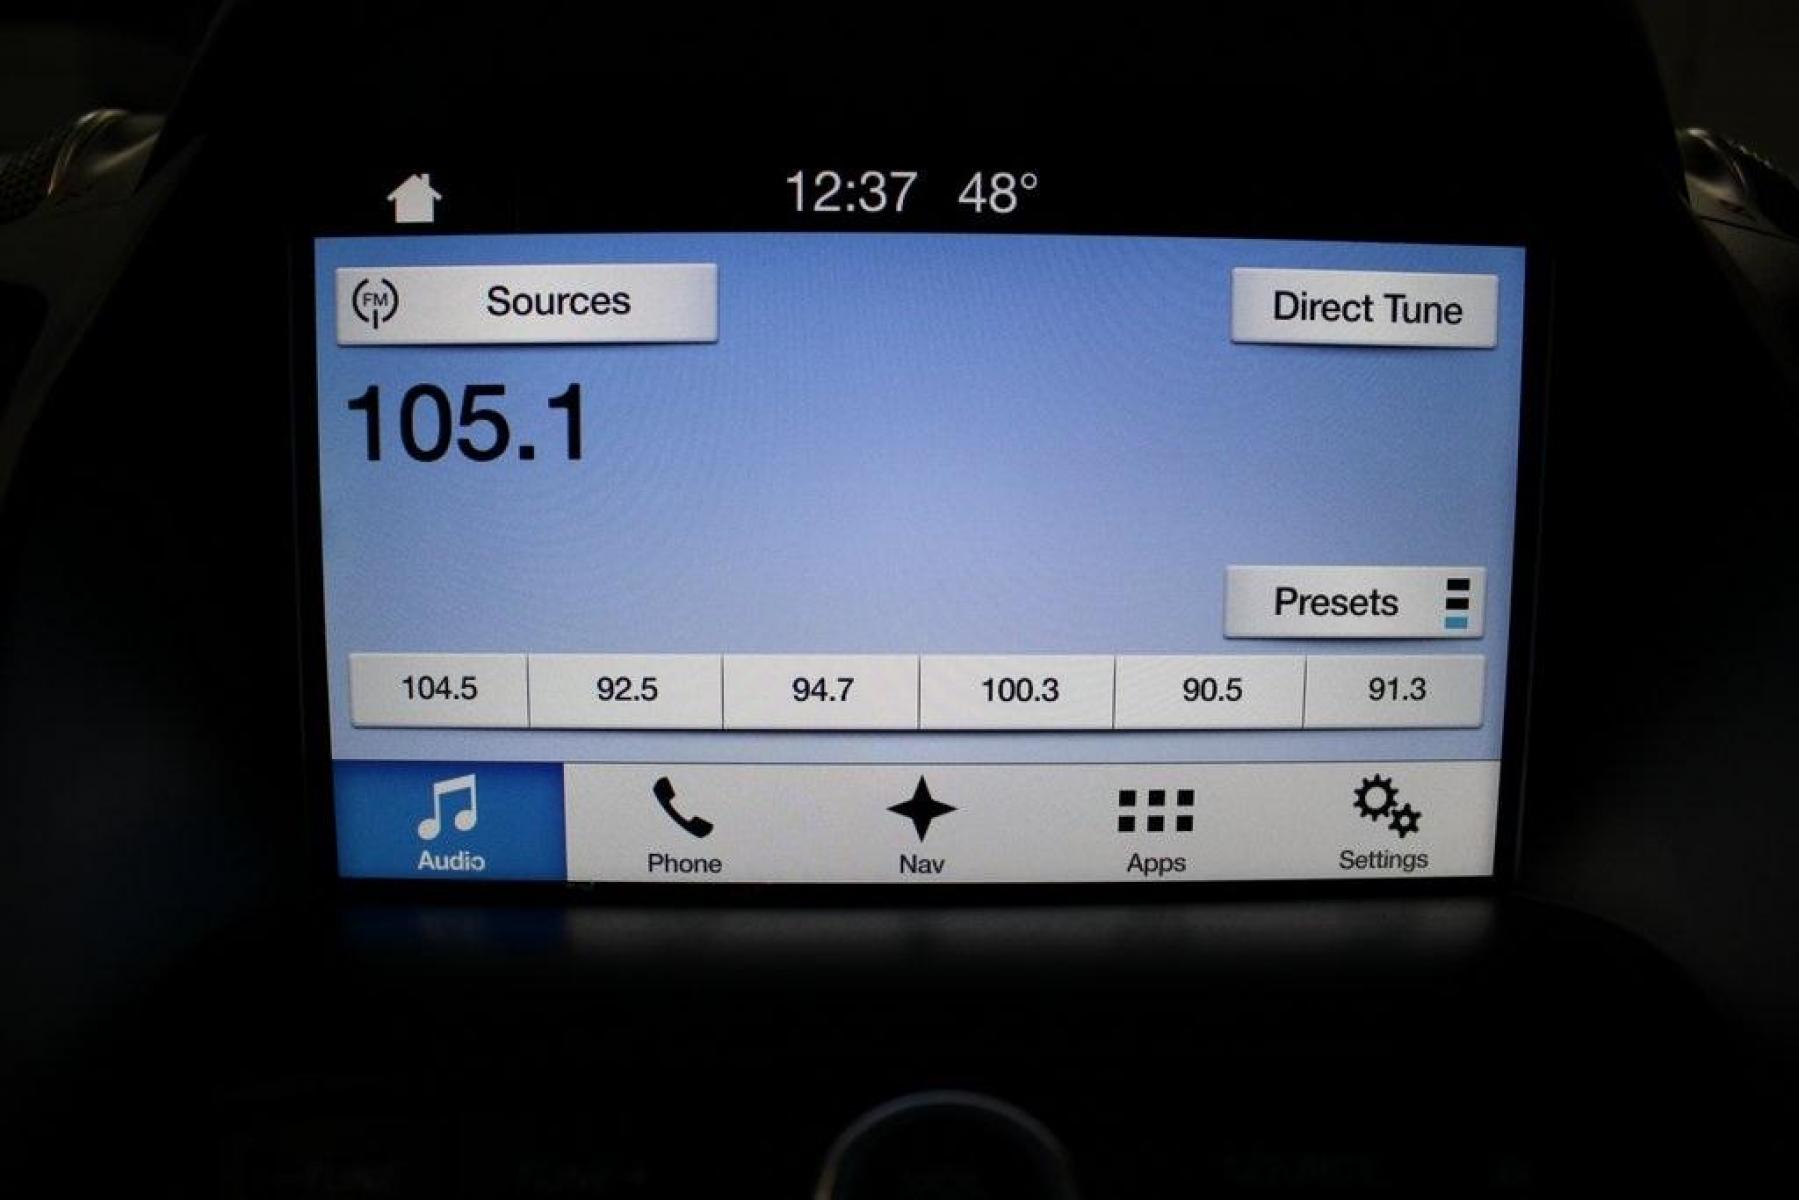 12:37 48°
FM Sources
Direct Tune
105.1
Presets
104.5 92.5 94.7 100.3 90.5 91.3
Audio Phone Nav Apps Settings